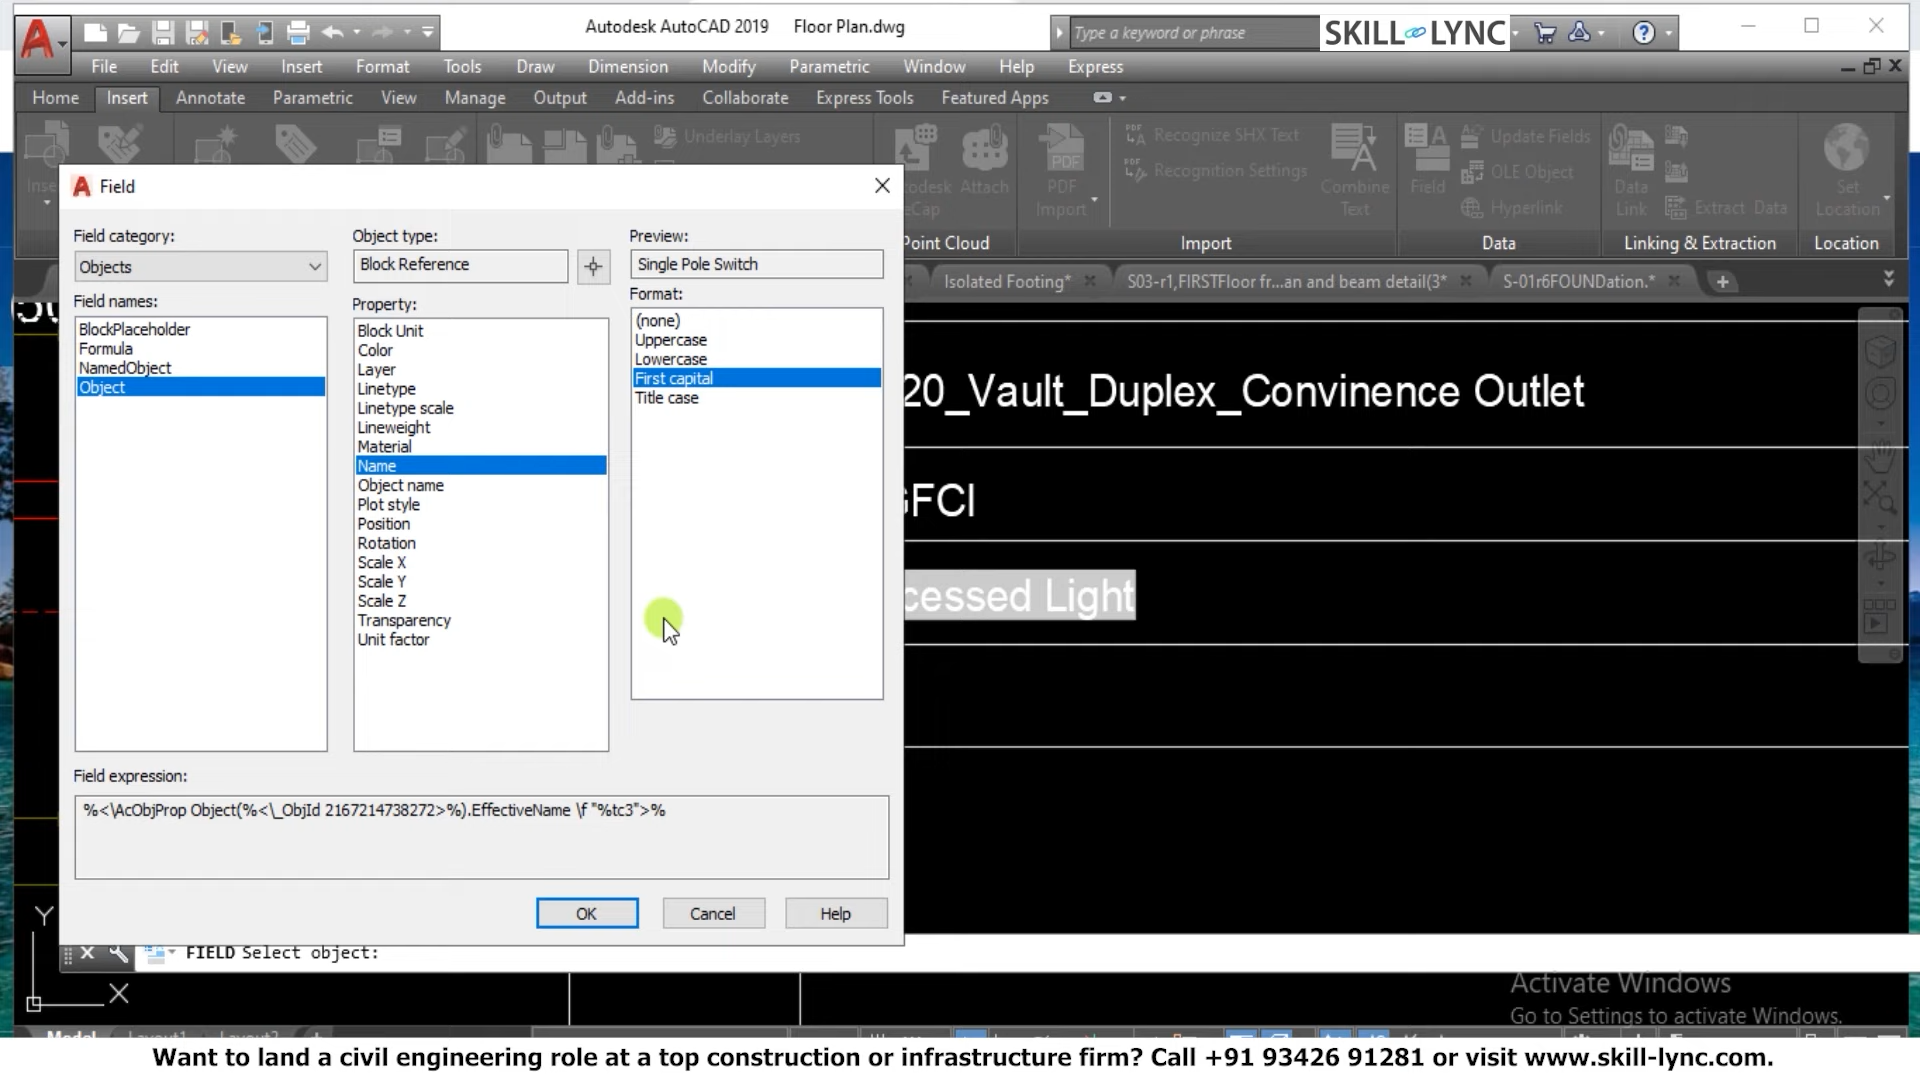 Autodesk AutoCAD 2019 Floor Plan.dwg
Type a keyword or phrase
SKILL LYNC
File Edit View Insert Format Tools Draw Dimension Modify Parametric Window Help Express
Home Insert Annotate Parametric View Manage Output Add-ins Collaborate Express Tools Featured Apps
Underlay Layers
Recognize SHX Text
Update Fields
Recognition Settings
OLE Object
Attach
PDF
Import
Combine
Text
Field
Hyperlink
Data
Link
Extract Data
Set
Location
Point Cloud
Import
Data
Linking & Extraction
Location
Isolated Footing*
S03-r1,FIRSTFloor fr...an and beam detail(3*
S-01r6FOUNDation.*
Field
Field category:
Objects
Field names:
BlockPlaceholder
Formula
NamedObject
Object
Object type:
Block Reference
Property:
Block Unit
Color
Layer
Linetype
Linetype scale
Lineweight
Material
Name
Object name
Plot style
Position
Rotation
Scale X
Scale Y
Scale Z
Transparency
Unit factor
Preview:
Single Pole Switch
Format:
(none)
Uppercase
Lowercase
First capital
Title case
20_Vault_Duplex_Convinence Outlet
GFCI
cessed Light
Field expression:
%<\AcObjProp Object(%<\_ObjId 2167214738272>%).EffectiveName \f "%tc3">%
OK Cancel Help
FIELD Select object:
Y
X
Activate Windows
Go to Settings to activate Windows.
Model Layout1 Layout2
Want to land a civil engineering role at a top construction or infrastructure firm? Call +91 93426 91281 or visit www.skill-lync.com.